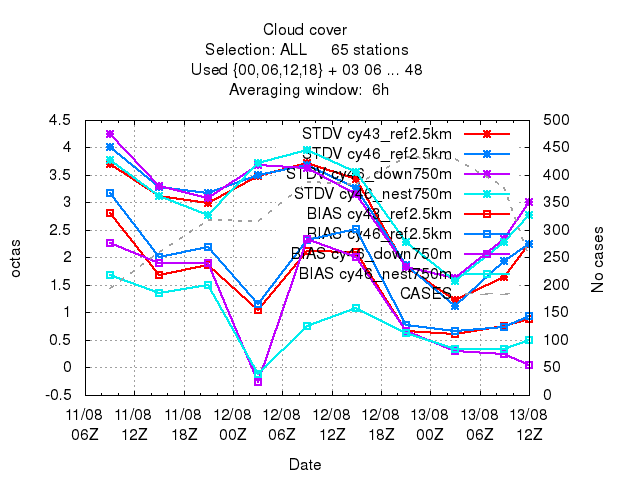 Cloud cover
Selection: ALL 65 stations
Used {00,06,12,18} + 03 06 ... 48
Averaging window: 6h
4.5
4
3.5
3
2.5
2
1.5
1
0.5
0
-0.5
octas
500
450
400
350
300
250
200
150
100
50
0
No cases
STDV cy43_ref2.5km
STDV cy46_ref2.5km
STDV cy46_down750m
STDV cy46_nest750m
BIAS cy43_ref2.5km
BIAS cy46_ref2.5km
BIAS cy46_down750m
BIAS cy46_nest750m
CASES
11/08 11/08 11/08 12/08 12/08 12/08 12/08 13/08 13/08 13/08
06Z 12Z 18Z 00Z 06Z 12Z 18Z 00Z 06Z 12Z
Date